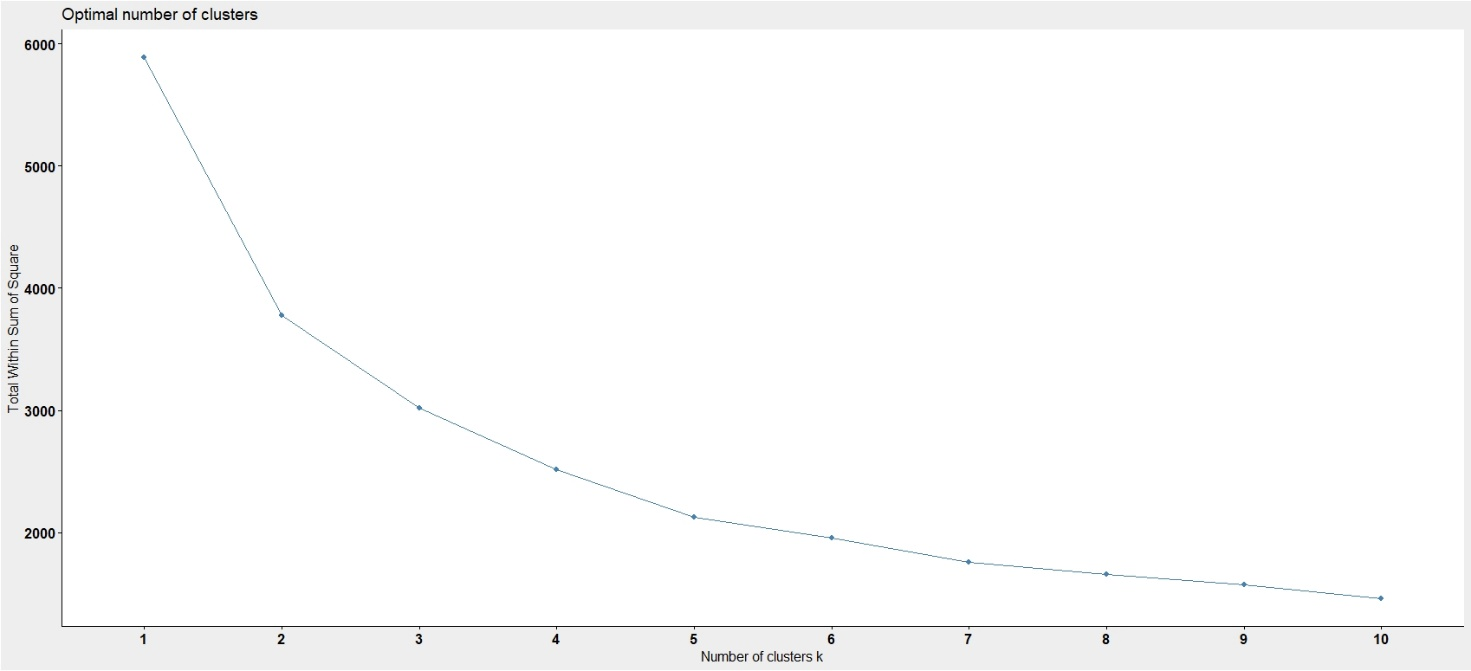 Optimal number of clusters
6000
5000
4000
3000
2000
Total Within Sum of Square
1 2 3 4 5 6 7 8 9 10
Number of clusters k